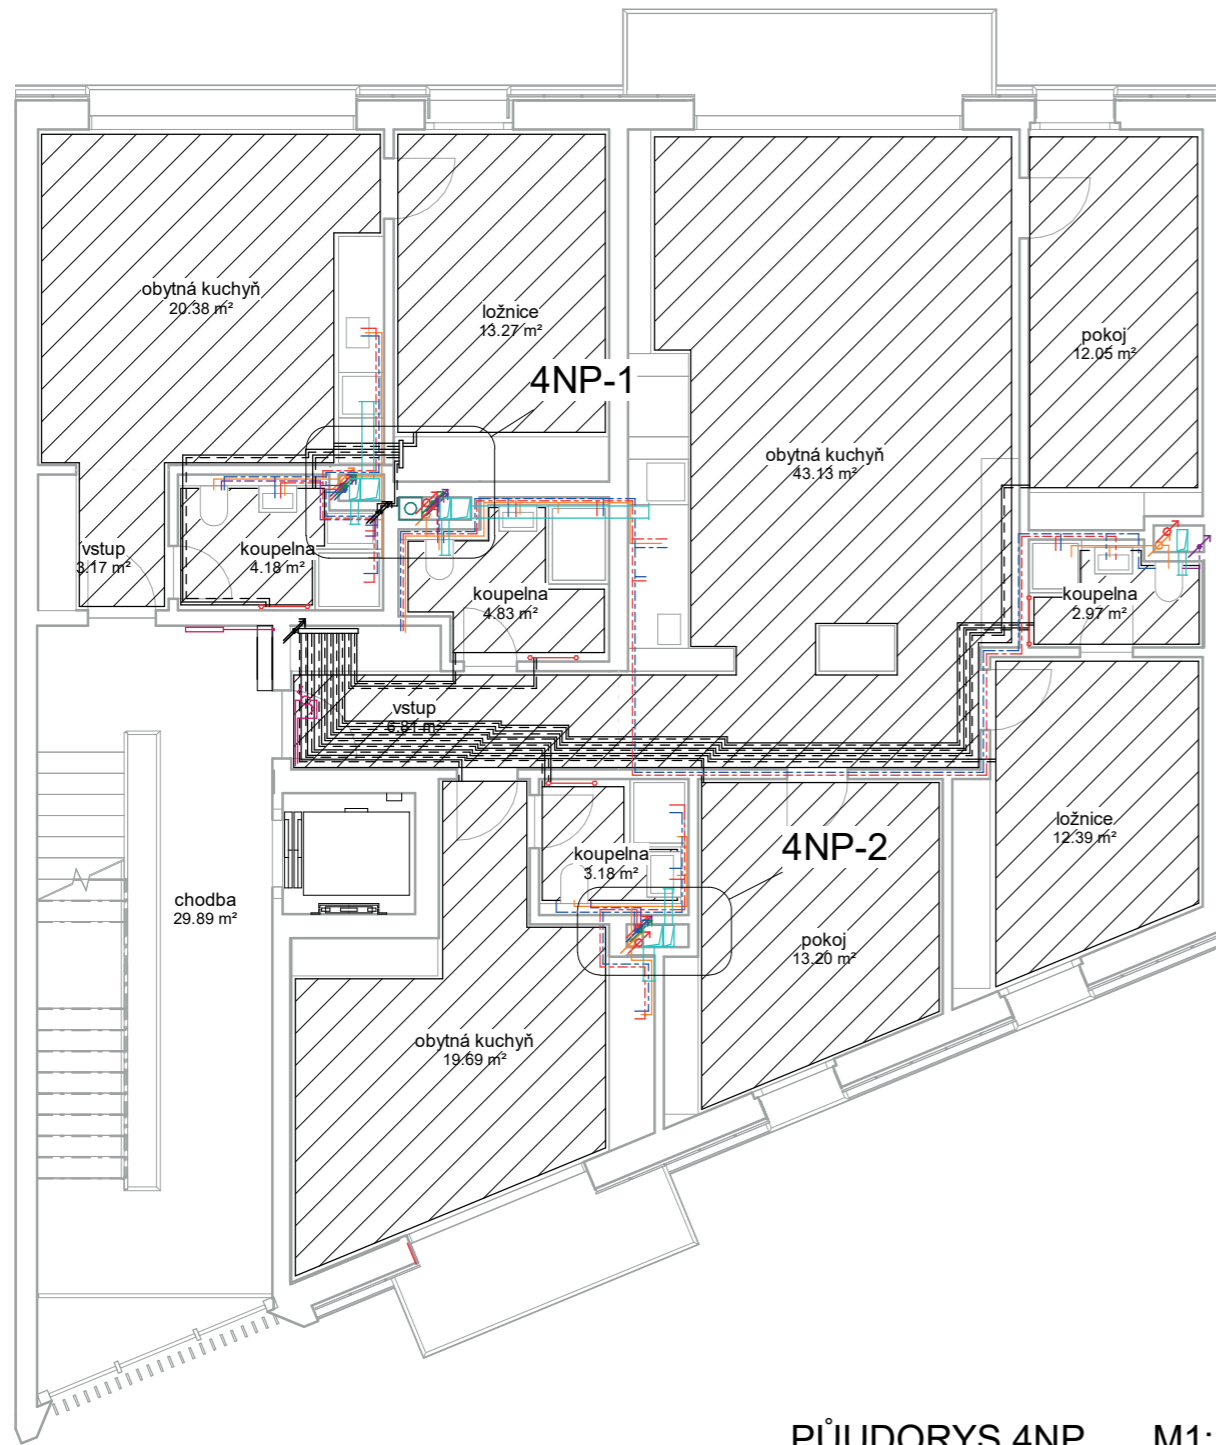 obytná kuchyň
20.38 m²
ložnice
13.27 m²
pokoj
12.05 m²
4NP-1
obytná kuchyň
43.13 m²
vstup
3.17 m²
koupelna
4.18 m²
koupelna
4.83 m²
koupelna
2.97 m²
vstup
6.81 m²
ložnice
12.39 m²
4NP-2
koupelna
3.18 m²
chodba
29.89 m²
pokoj
13.20 m²
obytná kuchyň
19.69 m²
PŮUDORYS 4NP M1: